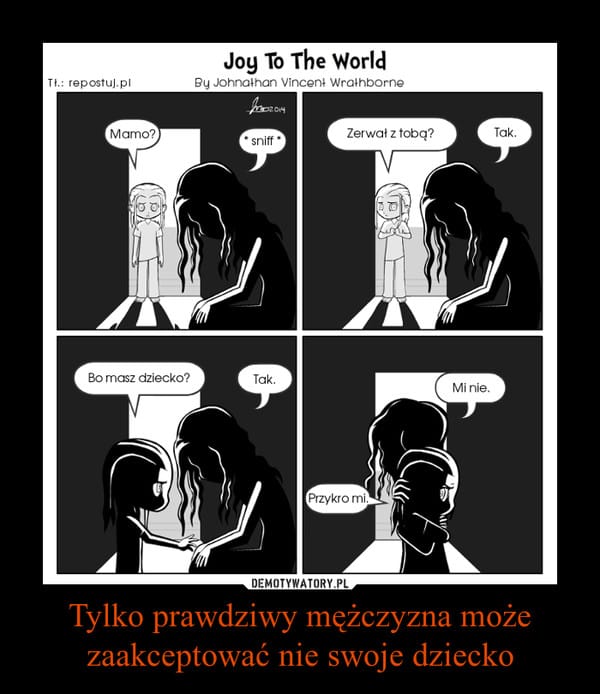 Joy To The World
Tł.: repostuj.pl
By Johnathan Vincent Wrathborne
Mamo?
* sniff *
Zerwał z tobą?
Tak.
Bo masz dziecko?
Tak.
Mi nie.
Przykro mi.
DEMOTYWATORY.PL
Tylko prawdziwy mężczyzna może
zaakceptować nie swoje dziecko